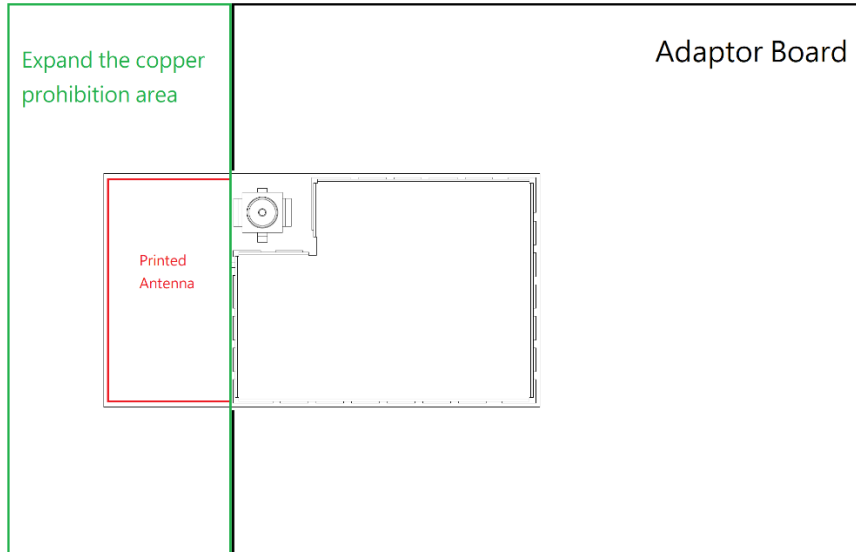 Expand the copper
prohibition area
Adaptor Board
Printed
Antenna